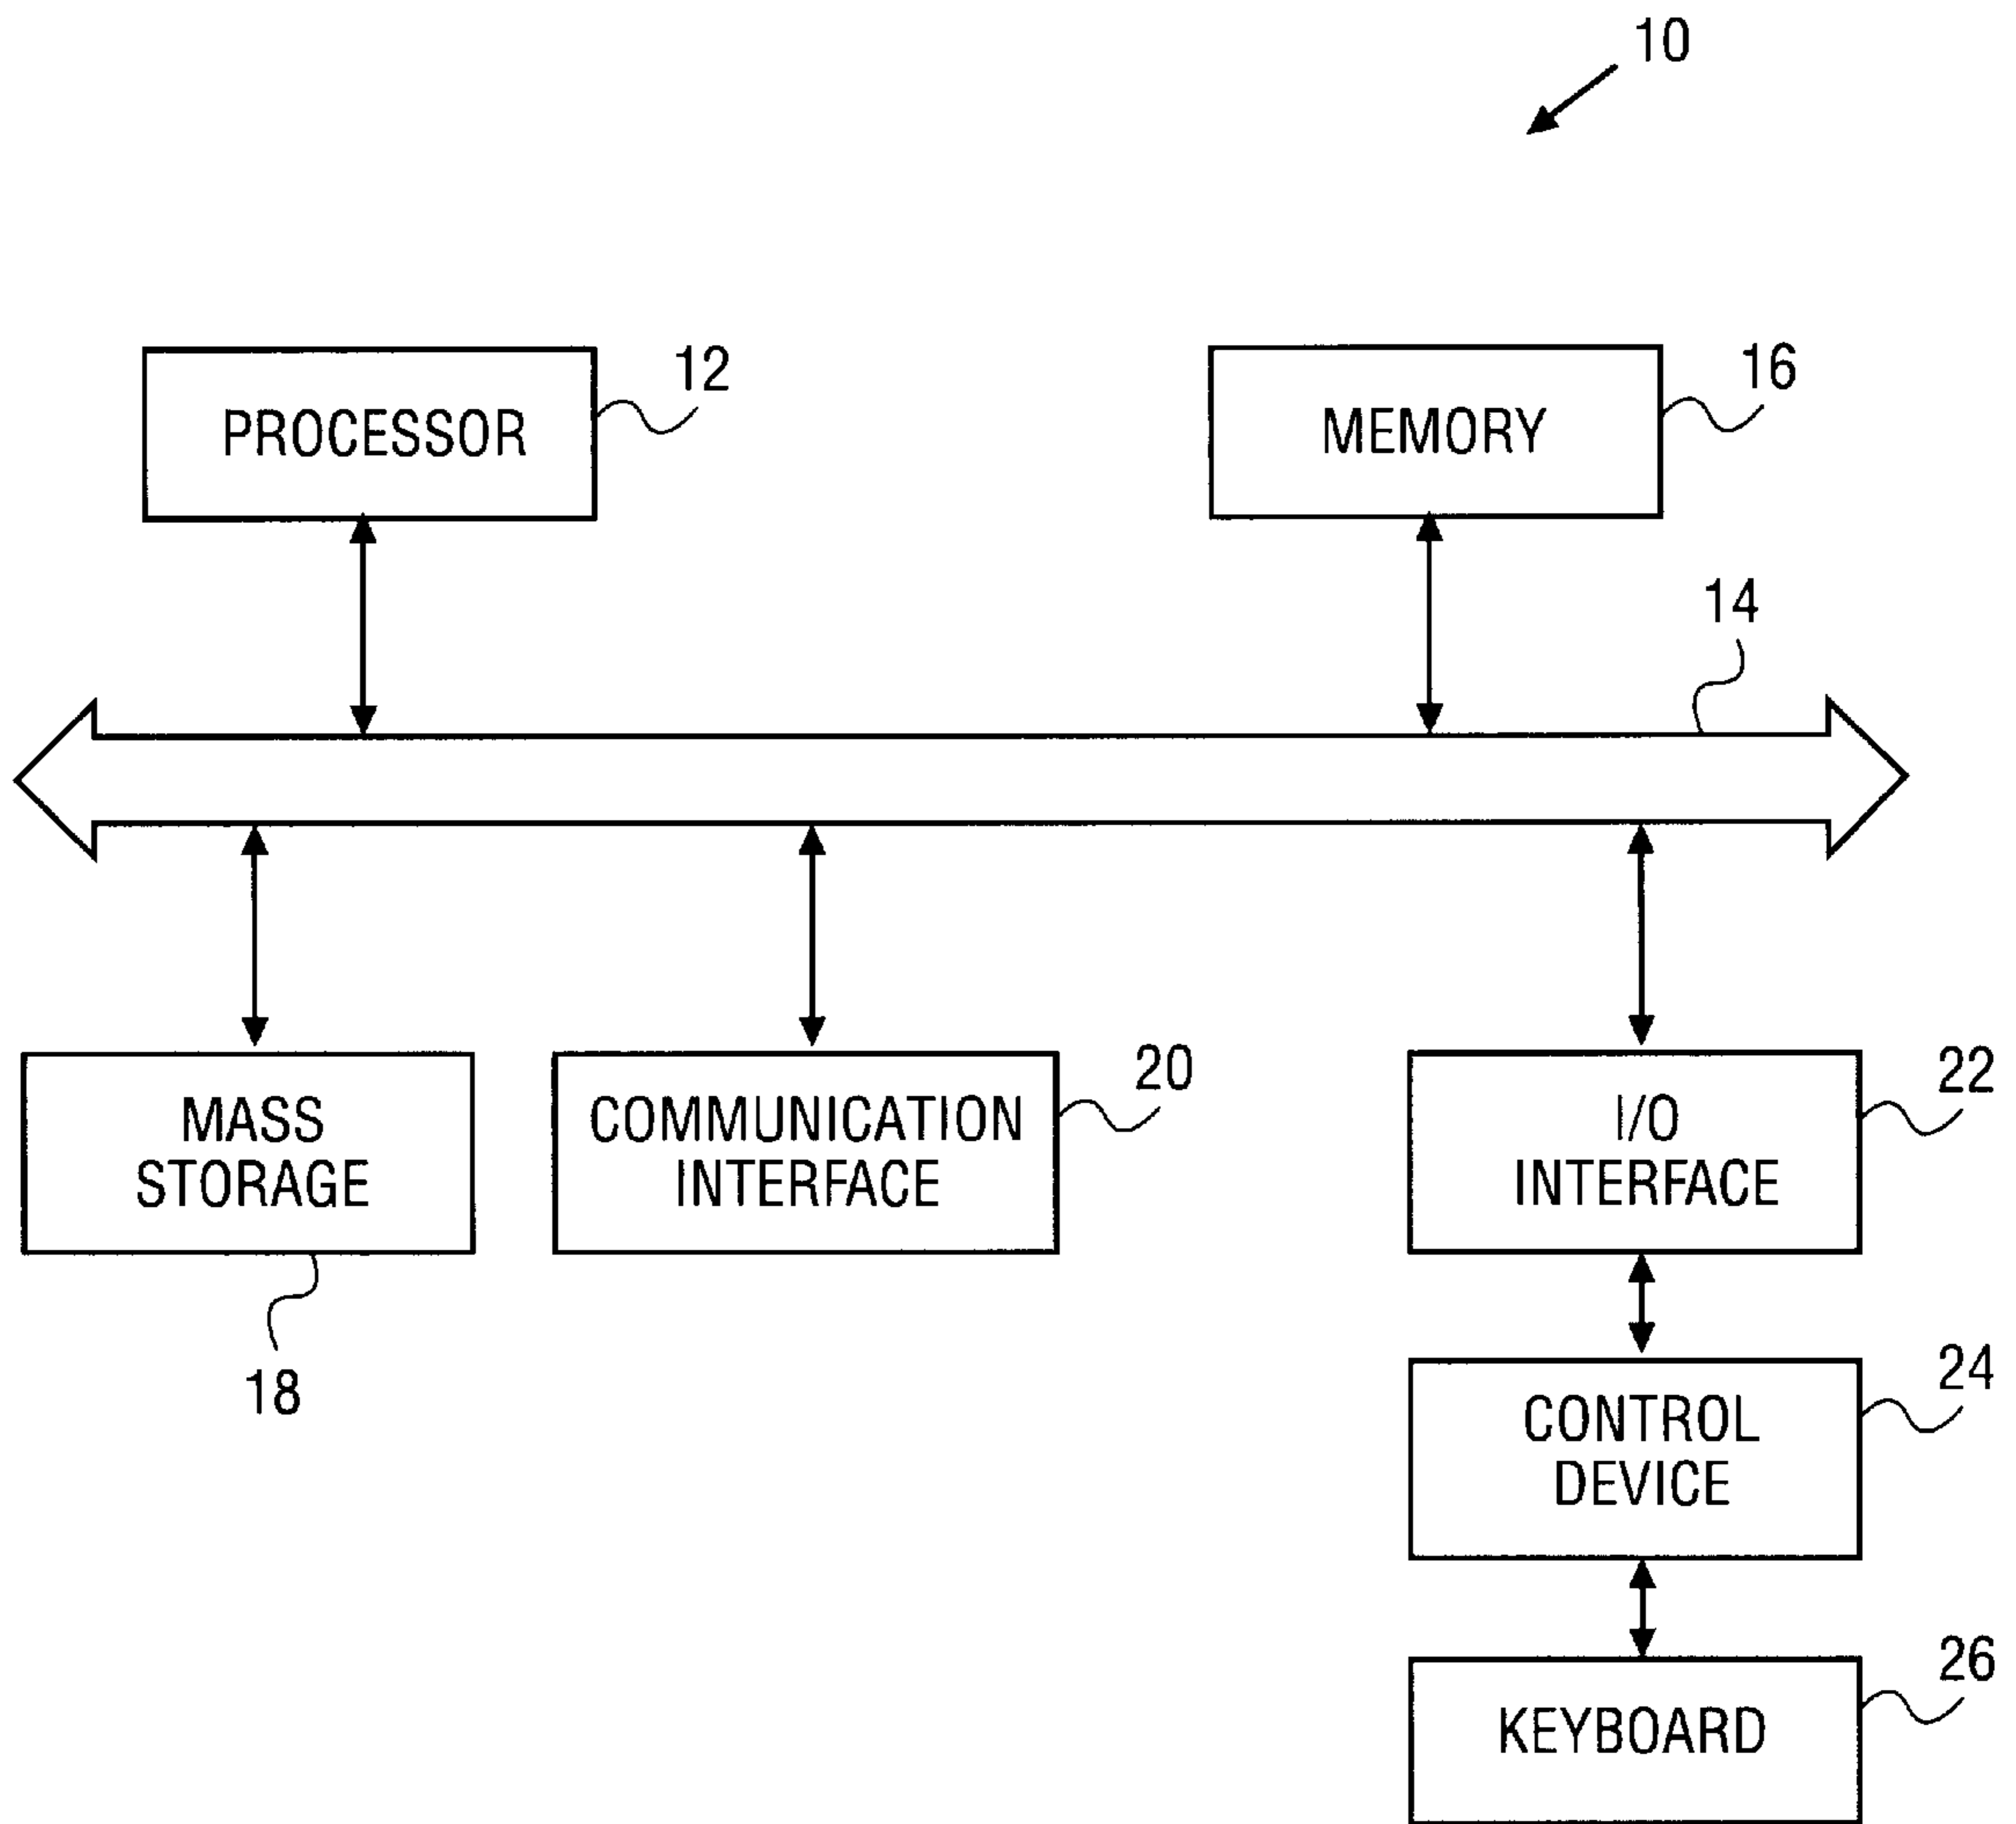 10
PROCESSOR
12
MEMORY
16
14
MASS
STORAGE
18
COMMUNICATION
INTERFACE
20
I/O
INTERFACE
22
CONTROL
DEVICE
24
KEYBOARD
26